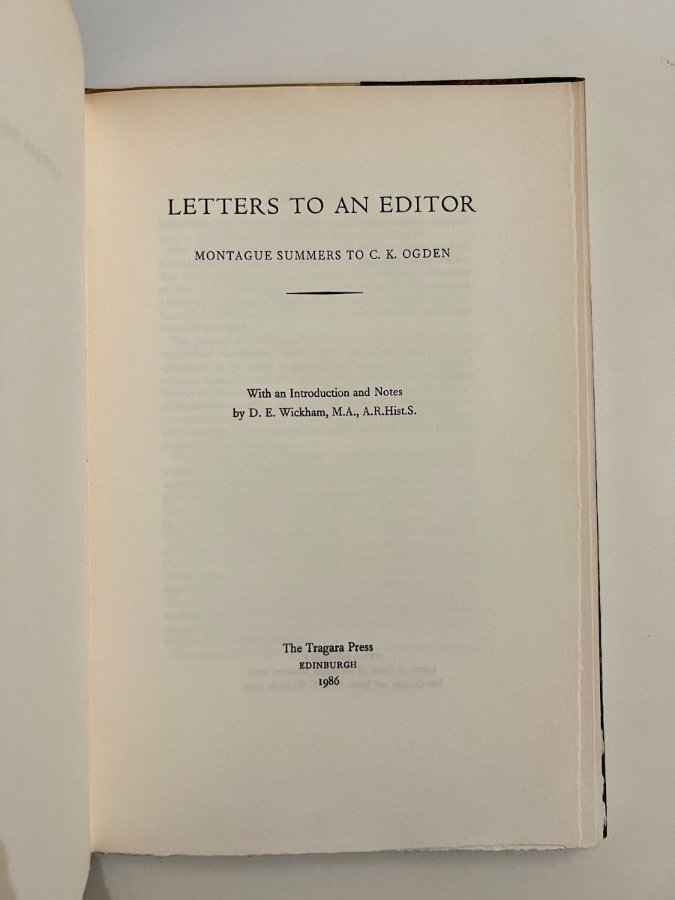 LETTERS TO AN EDITOR
MONTAGUE SUMMERS TO C. K. OGDEN
With an Introduction and Notes
by D. E. Wickham, M.A., A.R.Hist.S.
The Tragara Press
EDINBURGH
1986